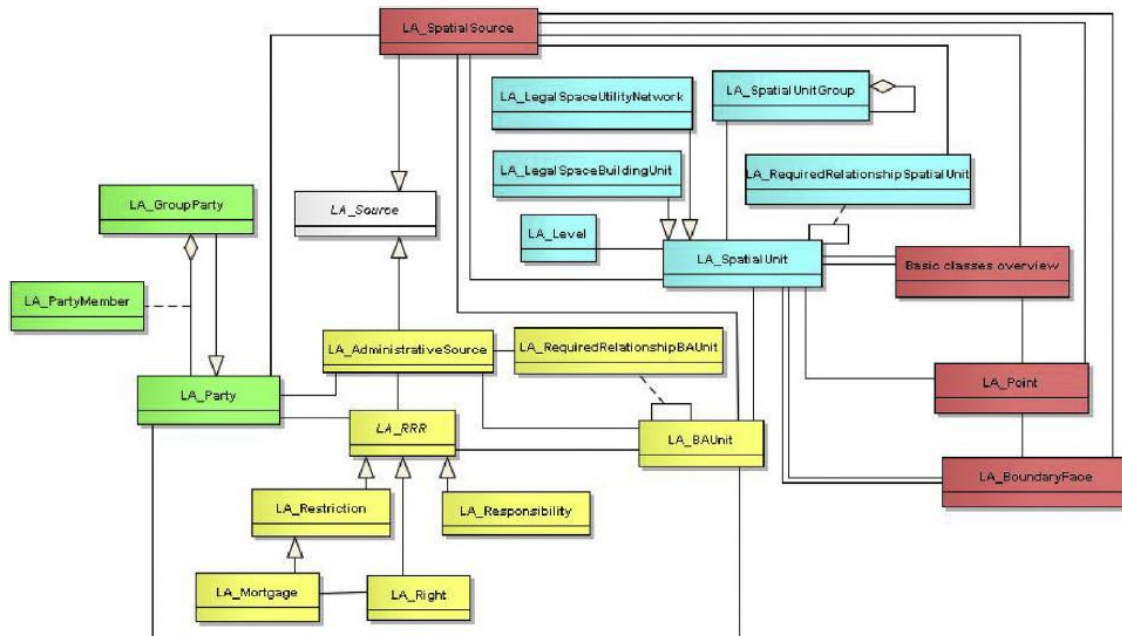 LA_SpatialSource
LA_LegalSpaceUtilityNetwork
LA_SpatialUnitGroup
LA_LegalSpaceBuildingUnit
LA_RequiredRelationshipSpatialUnit
LA_GroupParty
LA_Source
LA_Level
LA_SpatialUnit
Basic classes overview
LA_PartyMember
LA_AdministrativeSource
LA_RequiredRelationshipBAUnit
LA_Party
LA_Point
LA_RRR
LA_BAUnit
LA_BoundaryFace
LA_Restriction
LA_Responsibility
LA_Mortgage
LA_Right